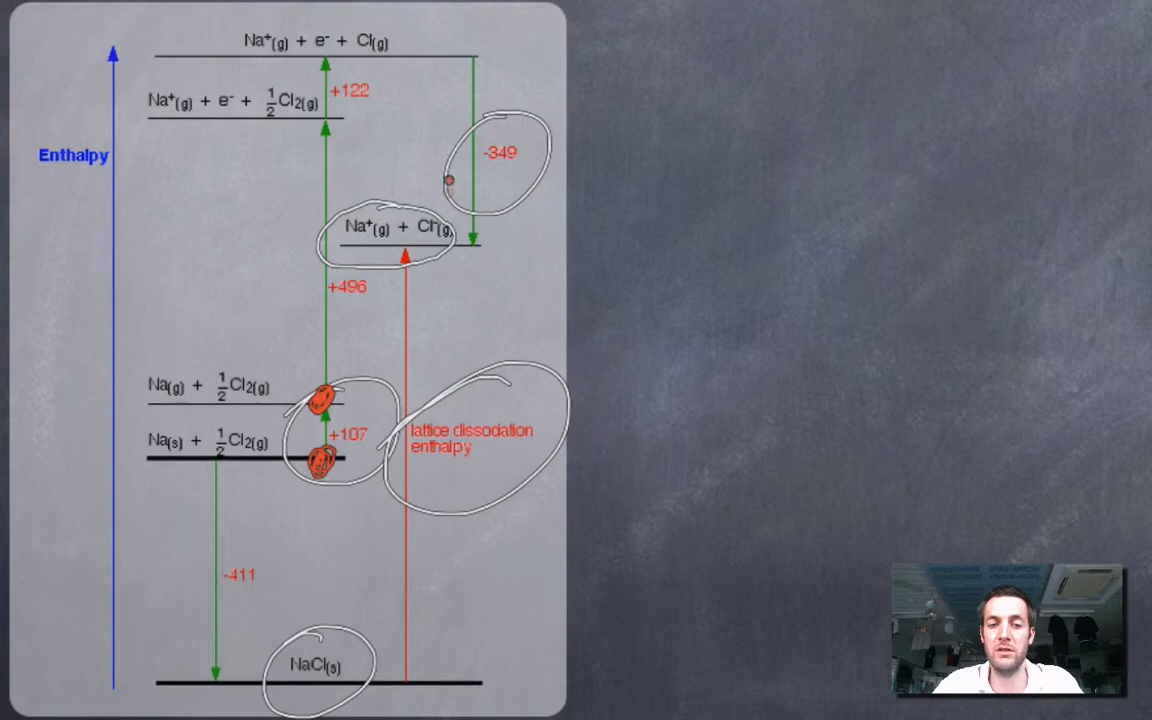 Na⁺(g) + e⁻ + Cl(g)
+122
Na⁺(g) + e⁻ + ½Cl₂(g)
Enthalpy
-349
Na⁺(g) + Cl⁻(g)
+496
Na(g) + ½Cl₂(g)
+107
Na(s) + ½Cl₂(g)
lattice dissociation
enthalpy
-411
NaCl(s)